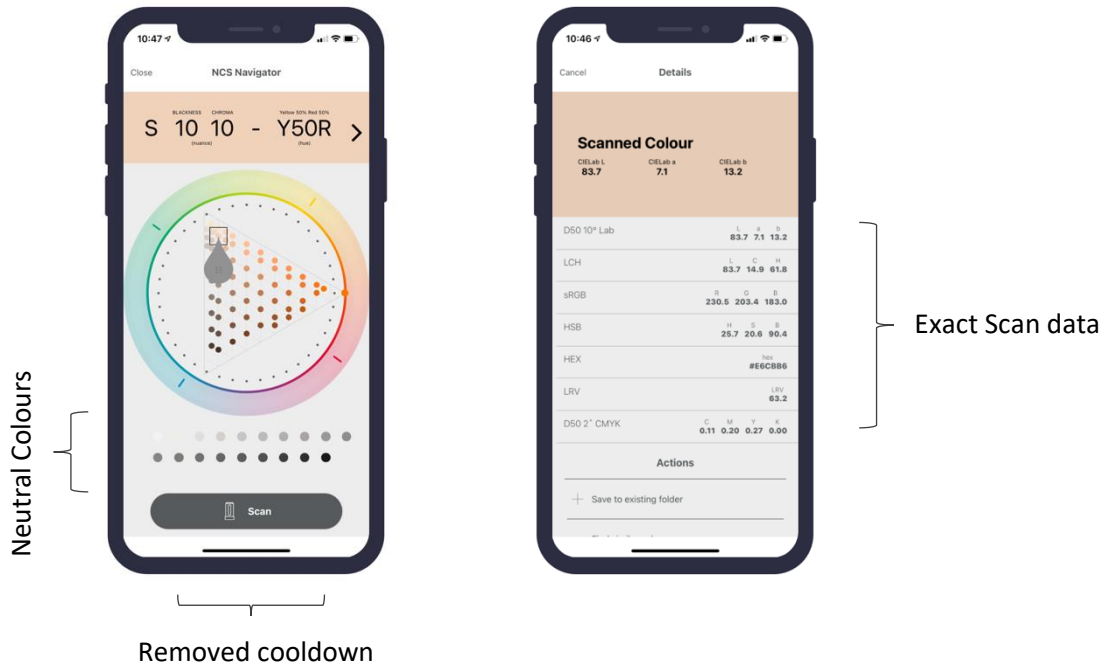 10:47
Close NCS Navigator
BLACKNESS CHROMA Yellow 50% Red 50%
S 10 10 - Y50R
(nuance) (hue)
Scan
Neutral Colours
Removed cooldown
10:46
Cancel Details
Scanned Colour
CIELab L CIELab a CIELab b
83.7 7.1 13.2
D50 10° Lab L a b
83.7 7.1 13.2
LCH L C H
83.7 14.9 61.8
sRGB R G B
230.5 203.4 183.0
HSB H S B
25.7 20.6 90.4
HEX hex
#E6CBB6
LRV LRV
63.2
D50 2° CMYK C M Y K
0.11 0.20 0.27 0.00
Actions
Save to existing folder
Exact Scan data